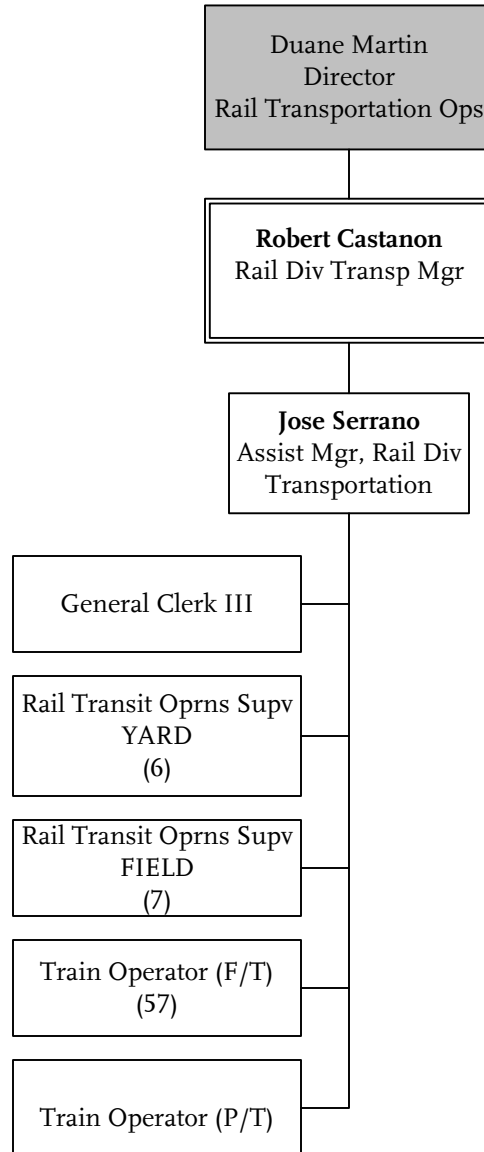 Duane Martin
Director
Rail Transportation Ops
Robert Castanon
Rail Div Transp Mgr
Jose Serrano
Assist Mgr, Rail Div
Transportation
General Clerk III
Rail Transit Oprns Supv
YARD
(6)
Rail Transit Oprns Supv
FIELD
(7)
Train Operator (F/T)
(57)
Train Operator (P/T)